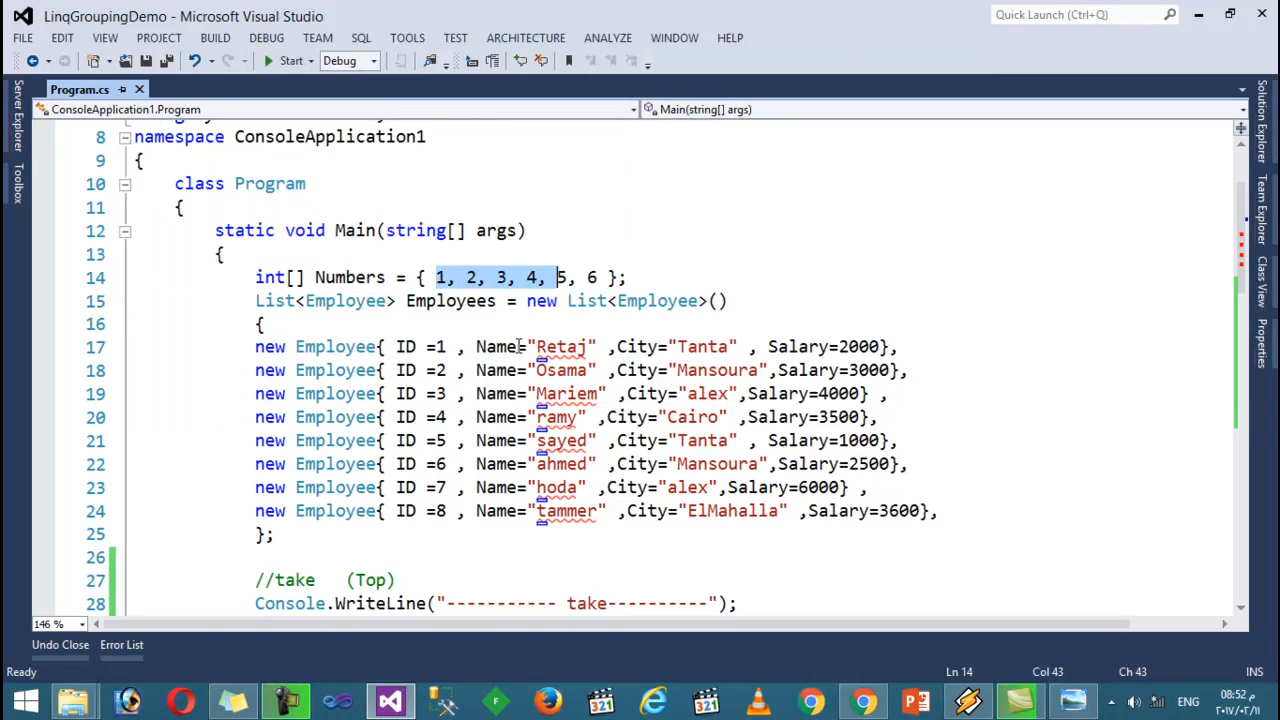 LinqGroupingDemo - Microsoft Visual Studio
Quick Launch (Ctrl+Q)
FILE EDIT VIEW PROJECT BUILD DEBUG TEAM SQL TOOLS TEST ARCHITECTURE ANALYZE WINDOW HELP
Start Debug
Program.cs
ConsoleApplication1.Program
Main(string[] args)
Server Explorer
Toolbox
8 namespace ConsoleApplication1
9 {
10 class Program
11 {
12 static void Main(string[] args)
13 {
14 int[] Numbers = { 1, 2, 3, 4, 5, 6 };
15 List<Employee> Employees = new List<Employee>()
16 {
17 new Employee{ ID =1 , Name="Retaj" ,City="Tanta" , Salary=2000},
18 new Employee{ ID =2 , Name="Osama" ,City="Mansoura",Salary=3000},
19 new Employee{ ID =3 , Name="Mariem" ,City="alex",Salary=4000} ,
20 new Employee{ ID =4 , Name="ramy" ,City="Cairo" ,Salary=3500},
21 new Employee{ ID =5 , Name="sayed" ,City="Tanta" , Salary=1000},
22 new Employee{ ID =6 , Name="ahmed" ,City="Mansoura",Salary=2500},
23 new Employee{ ID =7 , Name="hoda" ,City="alex",Salary=6000} ,
24 new Employee{ ID =8 , Name="tammer" ,City="ElMahalla" ,Salary=3600},
25 };
26
27 //take (Top)
28 Console.WriteLine("----------- take----------");
Solution Explorer
Team Explorer
Class View
Properties
146 %
Undo Close Error List
Ready Ln 14 Col 43 Ch 43 INS
ENG
08:52 ص
٢٠١٧/٠٢/١١